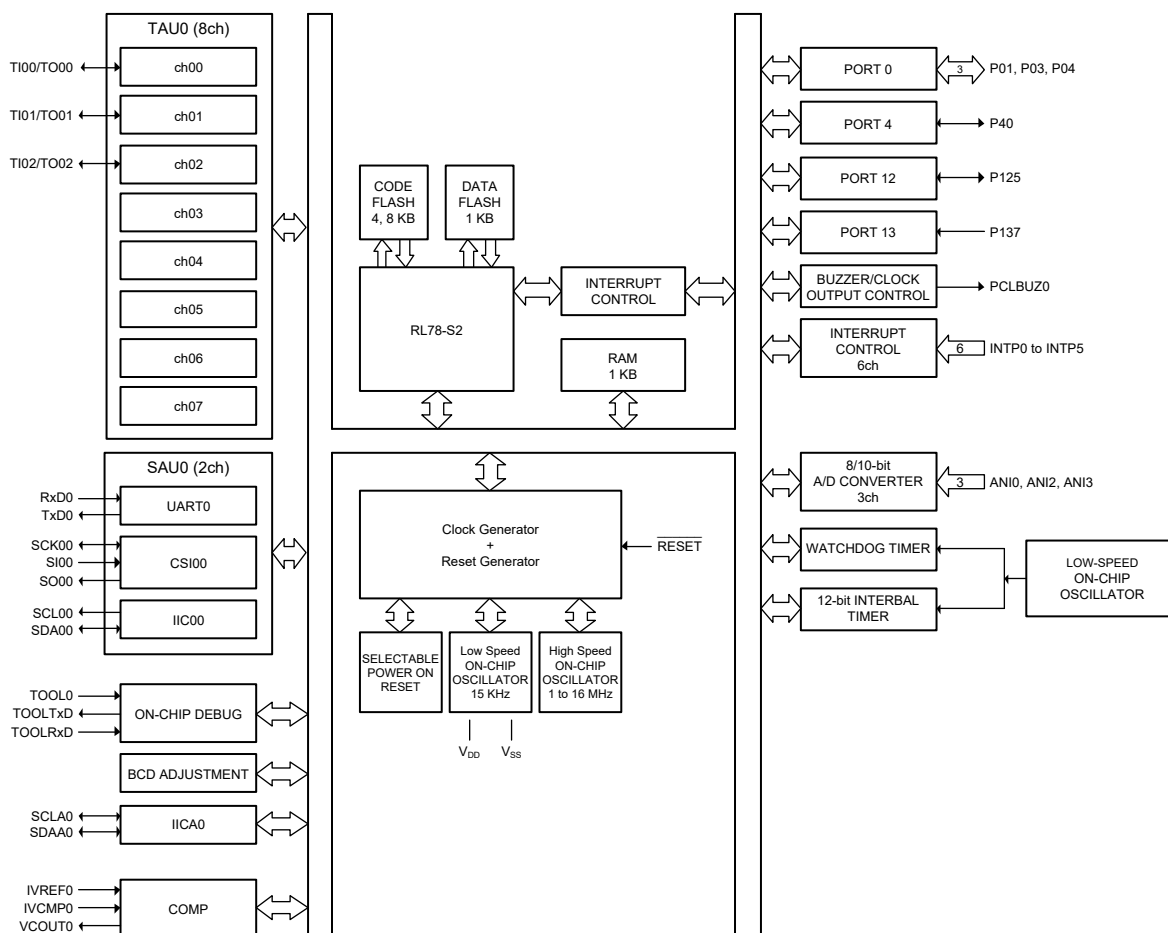 TAU0 (8ch)
TI00/TO00
ch00
TI01/TO01
ch01
TI02/TO02
ch02
ch03
ch04
ch05
ch06
ch07
SAU0 (2ch)
RxD0
TxD0
UART0
SCK00
SI00
SO00
CSI00
SCL00
SDA00
IIC00
TOOL0
TOOLTxD
TOOLRxD
ON-CHIP DEBUG
BCD ADJUSTMENT
SCLA0
SDAA0
IICA0
IVREF0
IVCMP0
VCOUT0
COMP
CODE
FLASH
4, 8 KB
DATA
FLASH
1 KB
RL78-S2
INTERRUPT
CONTROL
RAM
1 KB
Clock Generator
+
Reset Generator
RESET
SELECTABLE
POWER ON
RESET
Low Speed
ON-CHIP
OSCILLATOR
15 KHz
High Speed
ON-CHIP
OSCILLATOR
1 to 16 MHz
VDD
VSS
PORT 0
3
P01, P03, P04
PORT 4
P40
PORT 12
P125
PORT 13
P137
BUZZER/CLOCK
OUTPUT CONTROL
PCLBUZ0
INTERRUPT
CONTROL
6ch
6
INTP0 to INTP5
8/10-bit
A/D CONVERTER
3ch
3
ANI0, ANI2, ANI3
WATCHDOG TIMER
12-bit INTERBAL
TIMER
LOW-SPEED
ON-CHIP
OSCILLATOR